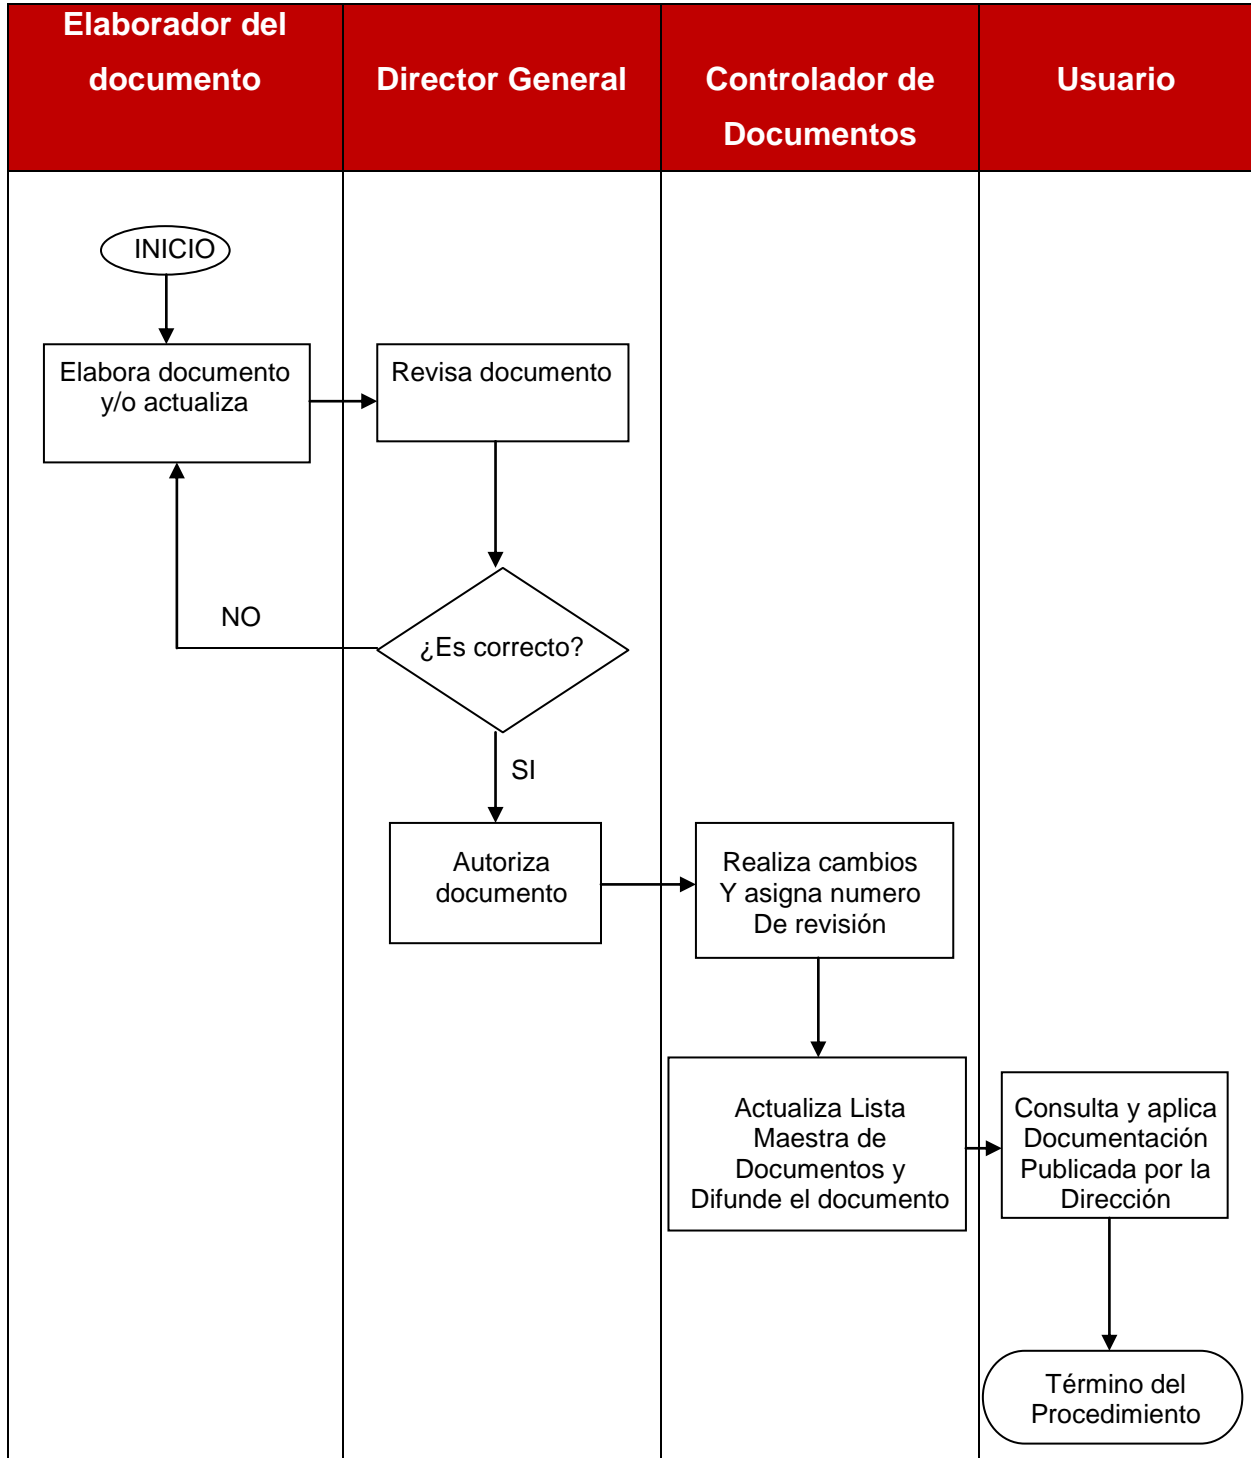 Elaborador del
documento
Director General
Controlador de
Documentos
Usuario
INICIO
Elabora documento
y/o actualiza
Revisa documento
NO
¿Es correcto?
SI
Autoriza
documento
Realiza cambios
Y asigna numero
De revisión
Actualiza Lista
Maestra de
Documentos y
Difunde el documento
Consulta y aplica
Documentación
Publicada por la
Dirección
Término del
Procedimiento